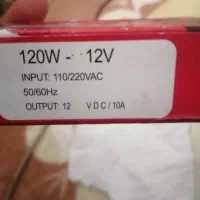 120W - 12V
INPUT: 110/220VAC
50/60Hz
OUTPUT: 12 VDC/10A